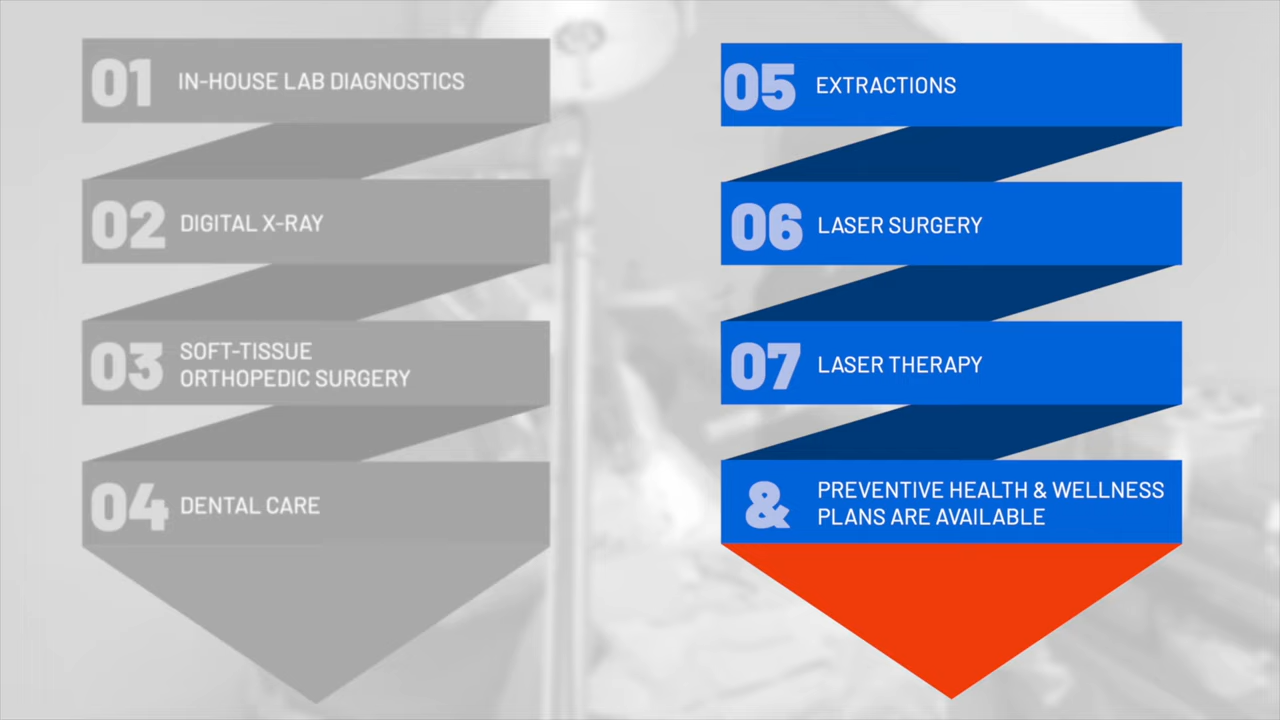 01 IN-HOUSE LAB DIAGNOSTICS
02 DIGITAL X-RAY
03 SOFT-TISSUE
ORTHOPEDIC SURGERY
04 DENTAL CARE
05 EXTRACTIONS
06 LASER SURGERY
07 LASER THERAPY
& PREVENTIVE HEALTH & WELLNESS
PLANS ARE AVAILABLE